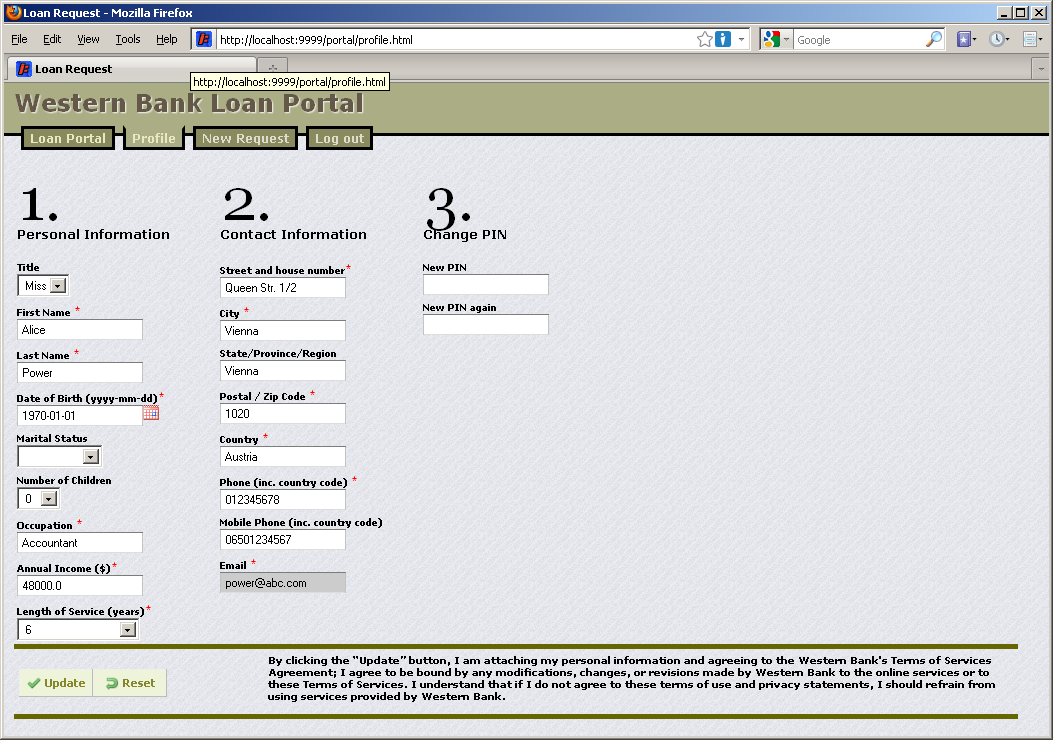 Loan Request - Mozilla Firefox
File Edit View Tools Help
http://localhost:9999/portal/profile.html
Google
Loan Request
http://localhost:9999/portal/profile.html
Western Bank Loan Portal
Loan Portal Profile New Request Log out
1.
Personal Information
Title
Miss
First Name *
Alice
Last Name *
Power
Date of Birth (yyyy-mm-dd)*
1970-01-01
Marital Status
Number of Children
0
Occupation *
Accountant
Annual Income ($)*
48000.0
Length of Service (years)*
6
2.
Contact Information
Street and house number*
Queen Str. 1/2
City *
Vienna
State/Province/Region
Vienna
Postal / Zip Code *
1020
Country *
Austria
Phone (inc. country code) *
012345678
Mobile Phone (inc. country code)
06501234567
Email *
power@abc.com
3.
Change PIN
New PIN
New PIN again
Update Reset
By clicking the "Update" button, I am attaching my personal information and agreeing to the Western Bank's Terms of Services
Agreement; I agree to be bound by any modifications, changes, or revisions made by Western Bank to the online services or to
these Terms of Services. I understand that if I do not agree to these terms of use and privacy statements, I should refrain from
using services provided by Western Bank.